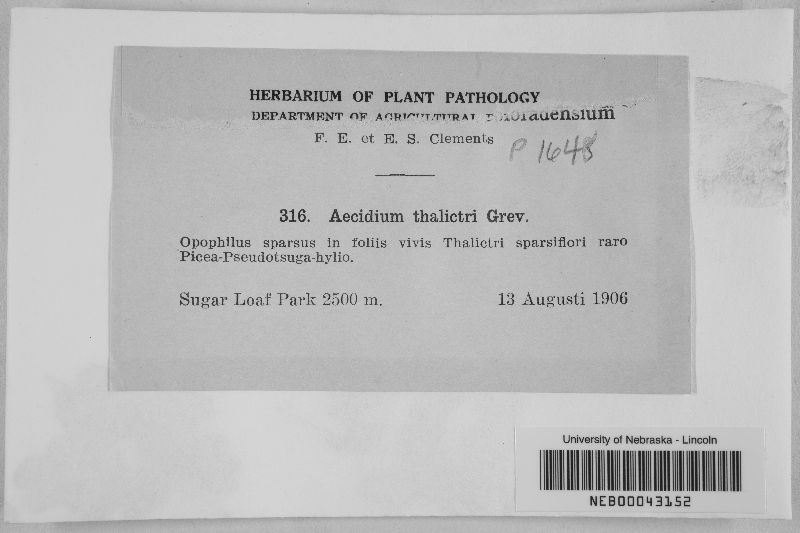 HERBARIUM OF PLANT PATHOLOGY
DEPARTMENT OF AGRICULTURAL
F. E. et E. S. Clements
P 1648
316. Aecidium thalictri Grev.
Opophilus sparsus in foliis vivis Thalictri sparsiflori raro
Picea-Pseudotsuga-hylio.
Sugar Loaf Park 2500 m. 13 Augusti 1906
University of Nebraska - Lincoln
NEB00043152